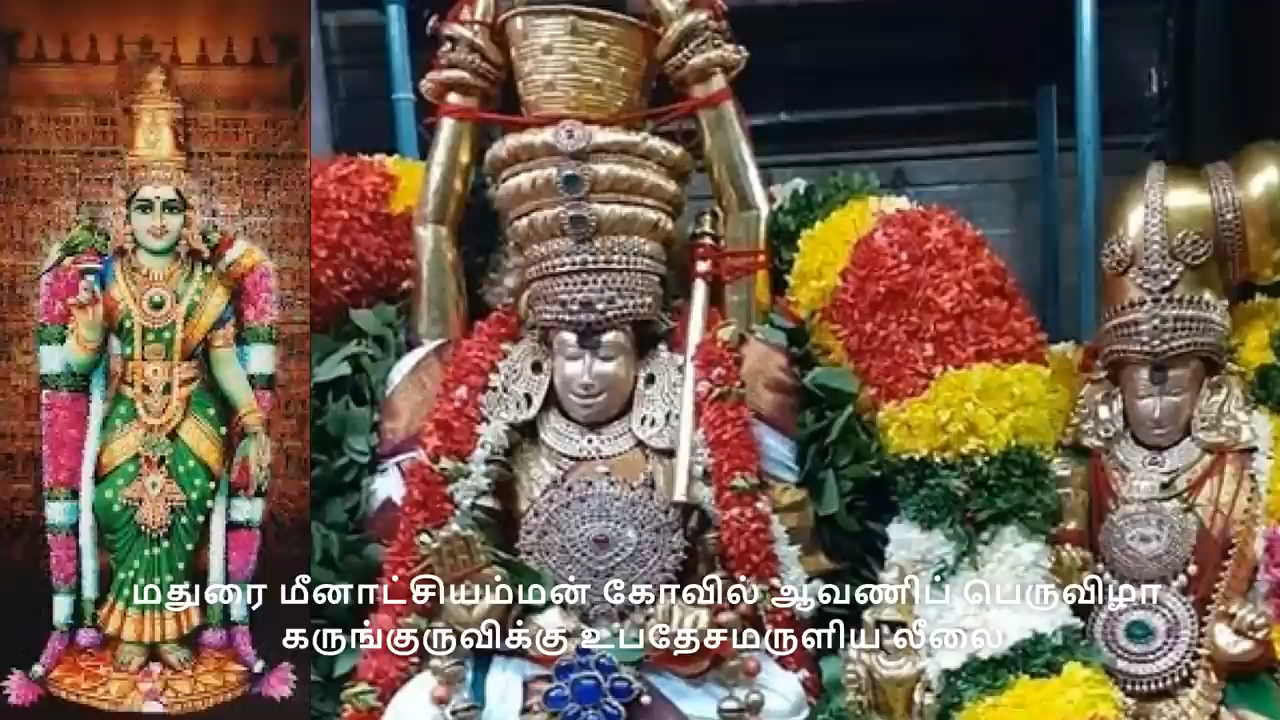 மதுரை மீனாட்சியம்மன் கோவில் ஆவணிப் பெருவிழா
கருங்குருவிக்கு உபதேசமருளிய லீலை